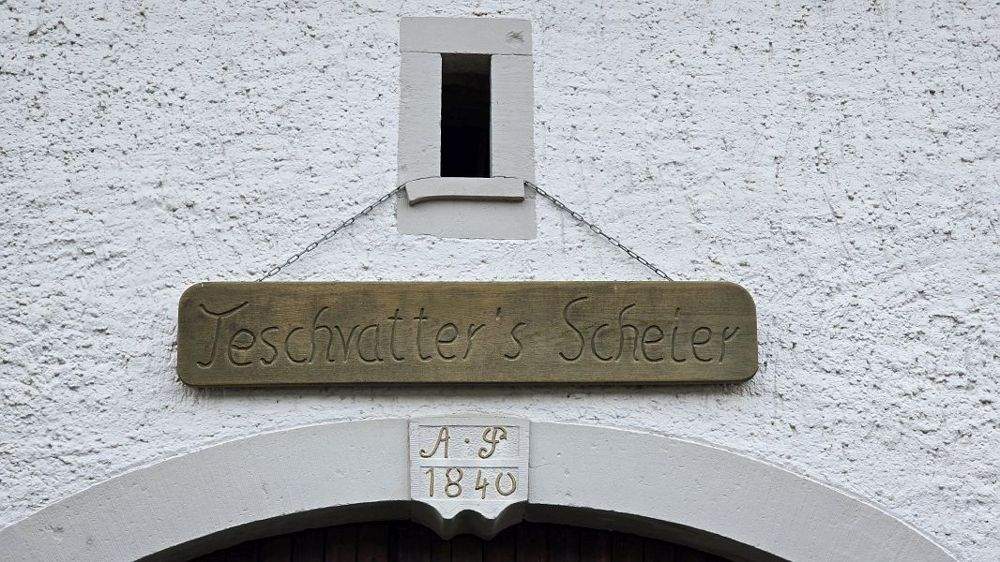 Teschvatter's Scheier
A · P
1840